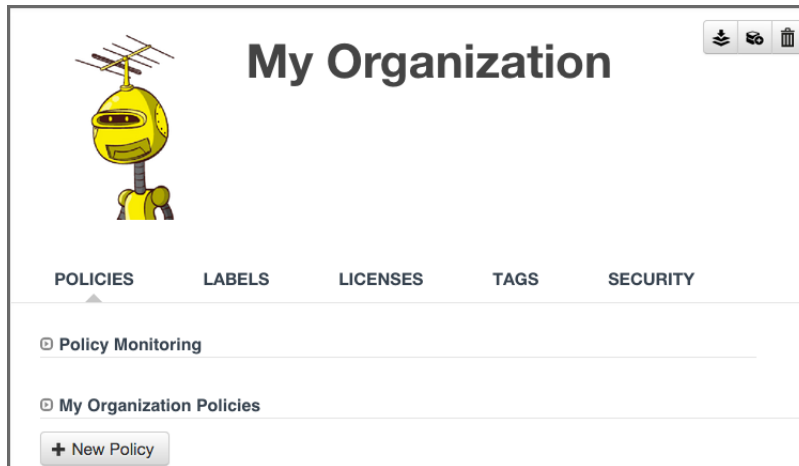 My Organization
POLICIES LABELS LICENSES TAGS SECURITY
Policy Monitoring
My Organization Policies
+ New Policy